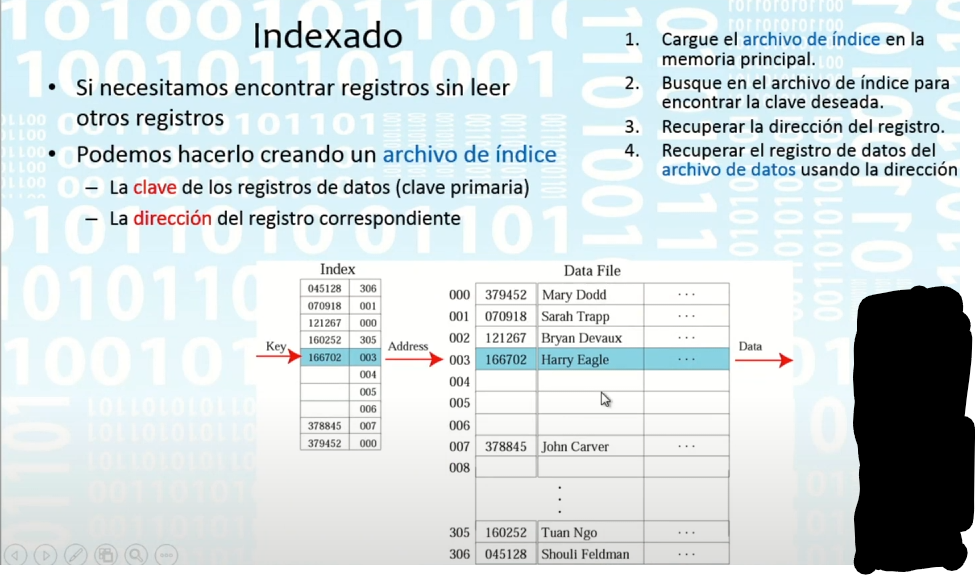 Indexado
• Si necesitamos encontrar registros sin leer
otros registros
• Podemos hacerlo creando un archivo de índice
– La clave de los registros de datos (clave primaria)
– La dirección del registro correspondiente
1. Cargue el archivo de índice en la
memoria principal.
2. Busque en el archivo de índice para
encontrar la clave deseada.
3. Recuperar la dirección del registro.
4. Recuperar el registro de datos del
archivo de datos usando la dirección
Index
045128 306
070918 001
121267 000
160252 305
Key 166702 003 Address
004
005
006
378845 007
379452 000
Data File
000 379452 Mary Dodd ...
001 070918 Sarah Trapp ...
002 121267 Bryan Devaux ...
003 166702 Harry Eagle ... Data
004
005
006
007 378845 John Carver ...
008
305 160252 Tuan Ngo ...
306 045128 Shouli Feldman ...